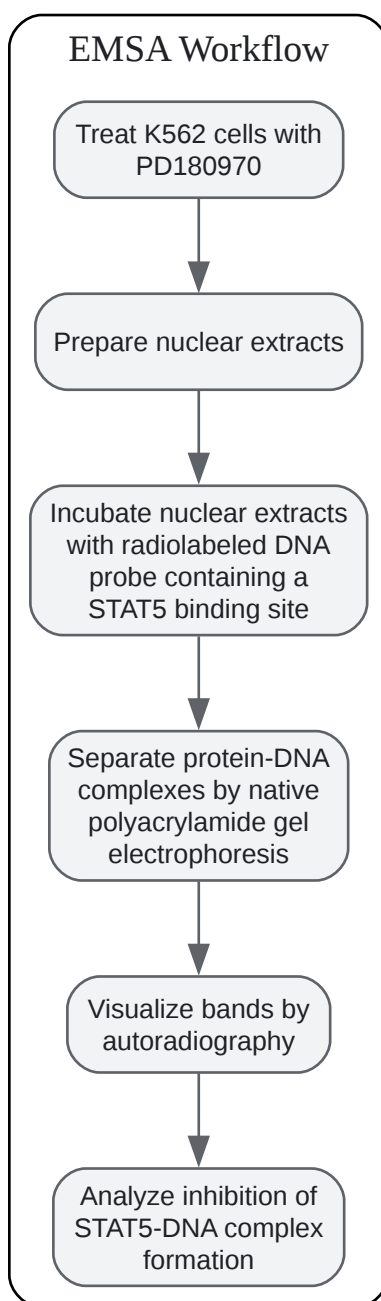 EMSA Workflow
Treat K562 cells with
PD180970
Prepare nuclear extracts
Incubate nuclear extracts
with radiolabeled DNA
probe containing a
STAT5 binding site
Separate protein-DNA
complexes by native
polyacrylamide gel
electrophoresis
Visualize bands by
autoradiography
Analyze inhibition of
STAT5-DNA complex
formation